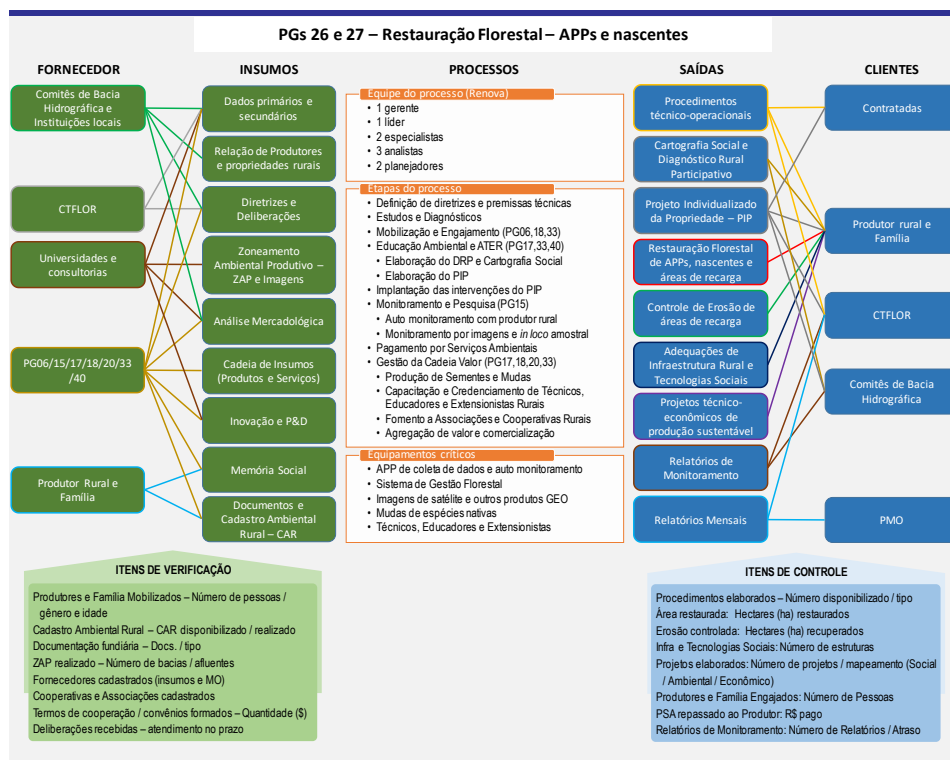 PGs 26 e 27 – Restauração Florestal – APPs e nascentes
FORNECEDOR
Comitês de Bacia
Hidrográfica e
Instituições locais
CTFLOR
Universidades e
consultorias
PG06/15/17/18/20/33
/40
Produtor Rural e
Família
INSUMOS
Dados primários e
secundários
Relação de Produtores
e propriedades rurais
Diretrizes e
Deliberações
Zoneamento
Ambiental Produtivo –
ZAP e Imagens
Análise Mercadológica
Cadeia de Insumos
(Produtos e Serviços)
Inovação e P&D
Memória Social
Documentos e
Cadastro Ambiental
Rural – CAR
PROCESSOS
Equipe do processo (Renova)
• 1 gerente
• 1 líder
• 2 especialistas
• 3 analistas
• 2 planejadores
Etapas do processo
• Definição de diretrizes e premissas técnicas
• Estudos e Diagnósticos
• Mobilização e Engajamento (PG06,18,33)
• Educação Ambiental e ATER (PG17,33,40)
• Elaboração do DRP e Cartografia Social
• Elaboração do PIP
• Implantação das intervenções do PIP
• Monitoramento e Pesquisa (PG15)
• Auto monitoramento com produtor rural
• Monitoramento por imagens e in loco amostral
• Pagamento por Serviços Ambientais
• Gestão da Cadeia Valor (PG17,18,20,33)
• Produção de Sementes e Mudas
• Capacitação e Credenciamento de Técnicos,
Educadores e Extensionistas Rurais
• Fomento a Associações e Cooperativas Rurais
• Agregação de valor e comercialização
Equipamentos críticos
• APP de coleta de dados e auto monitoramento
• Sistema de Gestão Florestal
• Imagens de satélite e outros produtos GEO
• Mudas de espécies nativas
• Técnicos, Educadores e Extensionistas
SAÍDAS
Procedimentos
técnico-operacionais
Cartografia Social e
Diagnóstico Rural
Participativo
Projeto Individualizado
da Propriedade – PIP
Restauração Florestal
de APPs, nascentes e
áreas de recarga
Controle de Erosão de
áreas de recarga
Adequações de
Infraestrutura Rural e
Tecnologias Sociais
Projetos técnico-
econômicos de
produção sustentável
Relatórios de
Monitoramento
Relatórios Mensais
CLIENTES
Contratadas
Produtor rural e
Família
CTFLOR
Comitês de Bacia
Hidrográfica
PMO
ITENS DE VERIFICAÇÃO
Produtores e Família Mobilizados – Número de pessoas /
gênero e idade
Cadastro Ambiental Rural – CAR disponibilizado / realizado
Documentação fundiária – Docs. / tipo
ZAP realizado – Número de bacias / afluentes
Fornecedores cadastrados (insumos e MO)
Cooperativas e Associações cadastrados
Termos de cooperação / convênios formados – Quantidade ($)
Deliberações recebidas – atendimento no prazo
ITENS DE CONTROLE
Procedimentos elaborados – Número disponibilizado / tipo
Área restaurada: Hectares (ha) restaurados
Erosão controlada: Hectares (ha) recuperados
Infra e Tecnologias Sociais: Número de estruturas
Projetos elaborados: Número de projetos / mapeamento (Social
/ Ambiental / Econômico)
Produtores e Família Engajados: Número de Pessoas
PSA repassado ao Produtor: R$ pago
Relatórios de Monitoramento: Número de Relatórios / Atraso